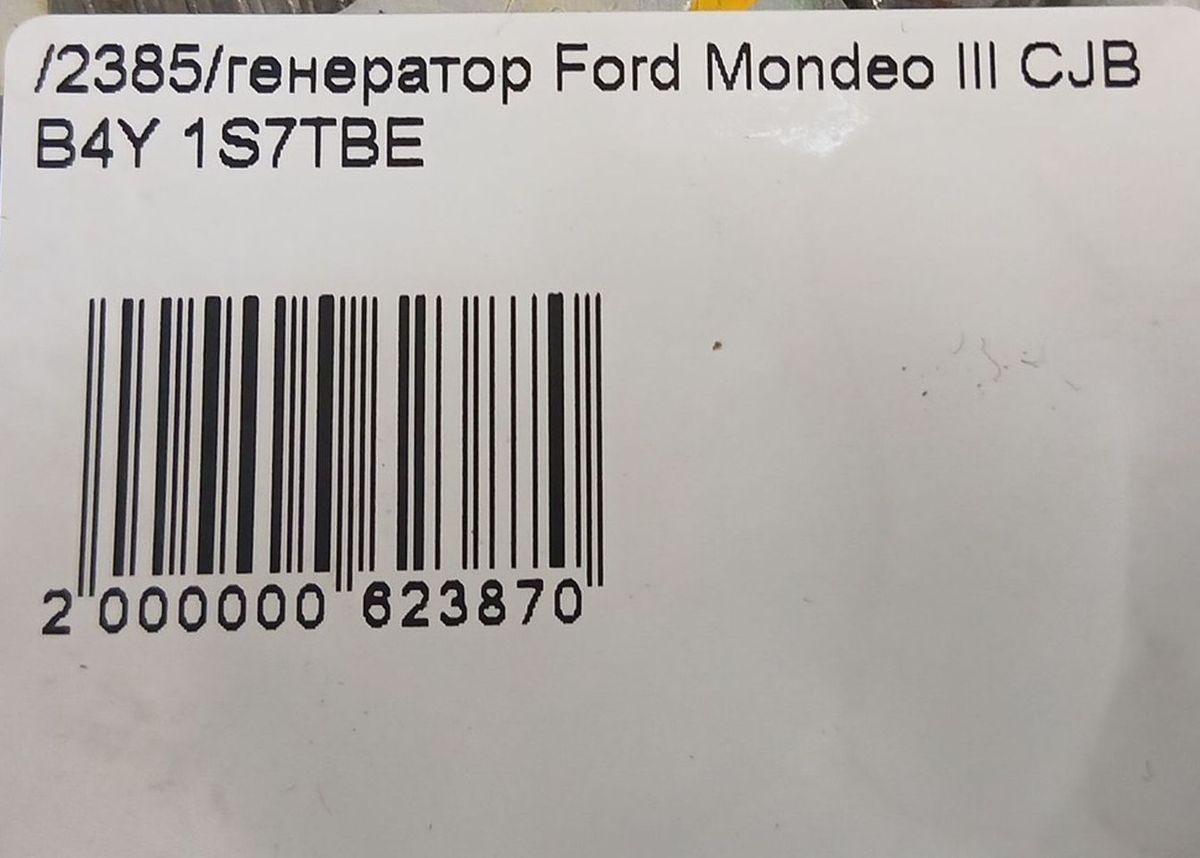 /2385/генератор Ford Mondeo III CJB
B4Y 1S7TBE
2 000000 623870